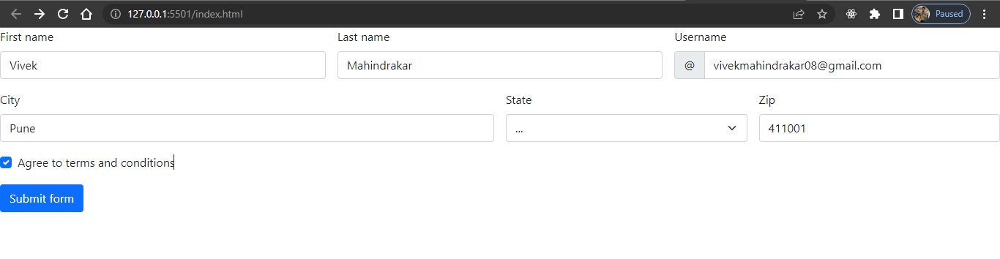 127.0.0.1:5501/index.html
Paused
First name Last name Username
Vivek Mahindrakar @ vivekmahindrakar08@gmail.com
City State Zip
Pune ... 411001
Agree to terms and conditions
Submit form